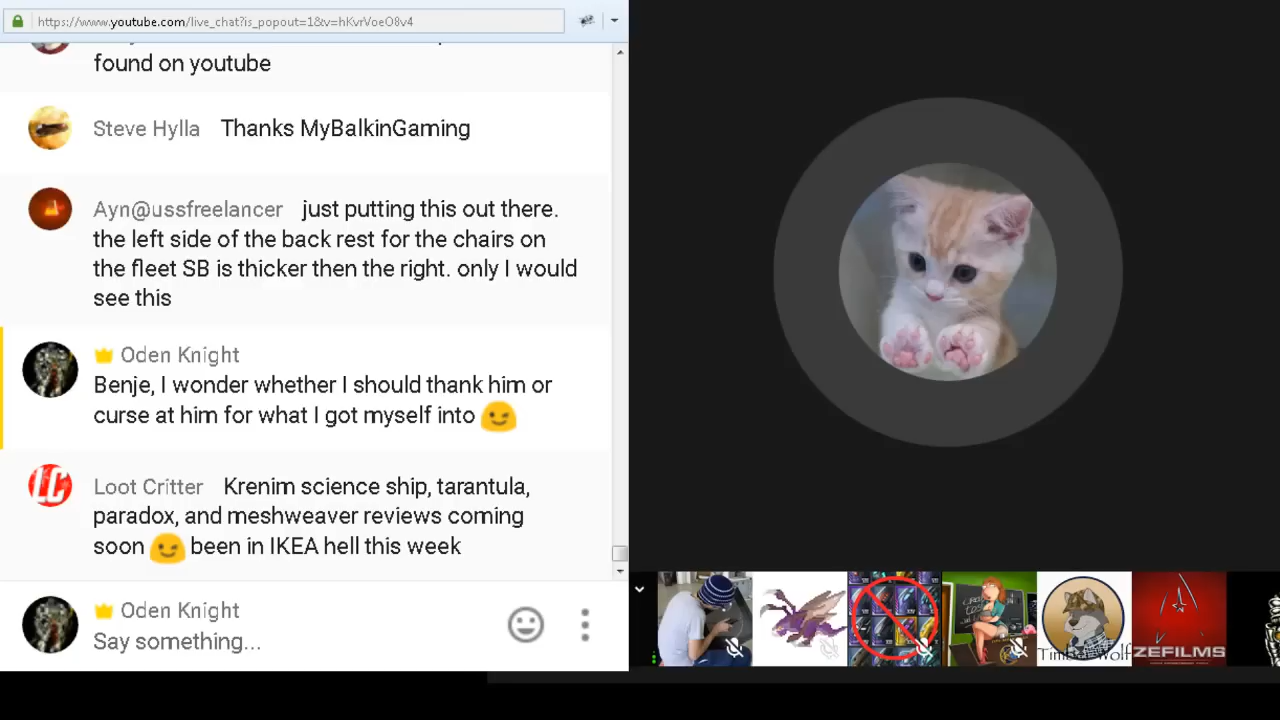 https://www.youtube.com/live_chat?is_popout=1&v=hKvrVoeO8v4
found on youtube
Steve Hylla Thanks MyBalkinGaming
Ayn@ussfreelancer just putting this out there.
the left side of the back rest for the chairs on
the fleet SB is thicker then the right. only I would
see this
Oden Knight
Benje, I wonder whether I should thank him or
curse at him for what I got myself into
LC
Loot Critter Krenim science ship, tarantula,
paradox, and meshweaver reviews coming
soon been in IKEA hell this week
Oden Knight
Say something...
ZEFILMS